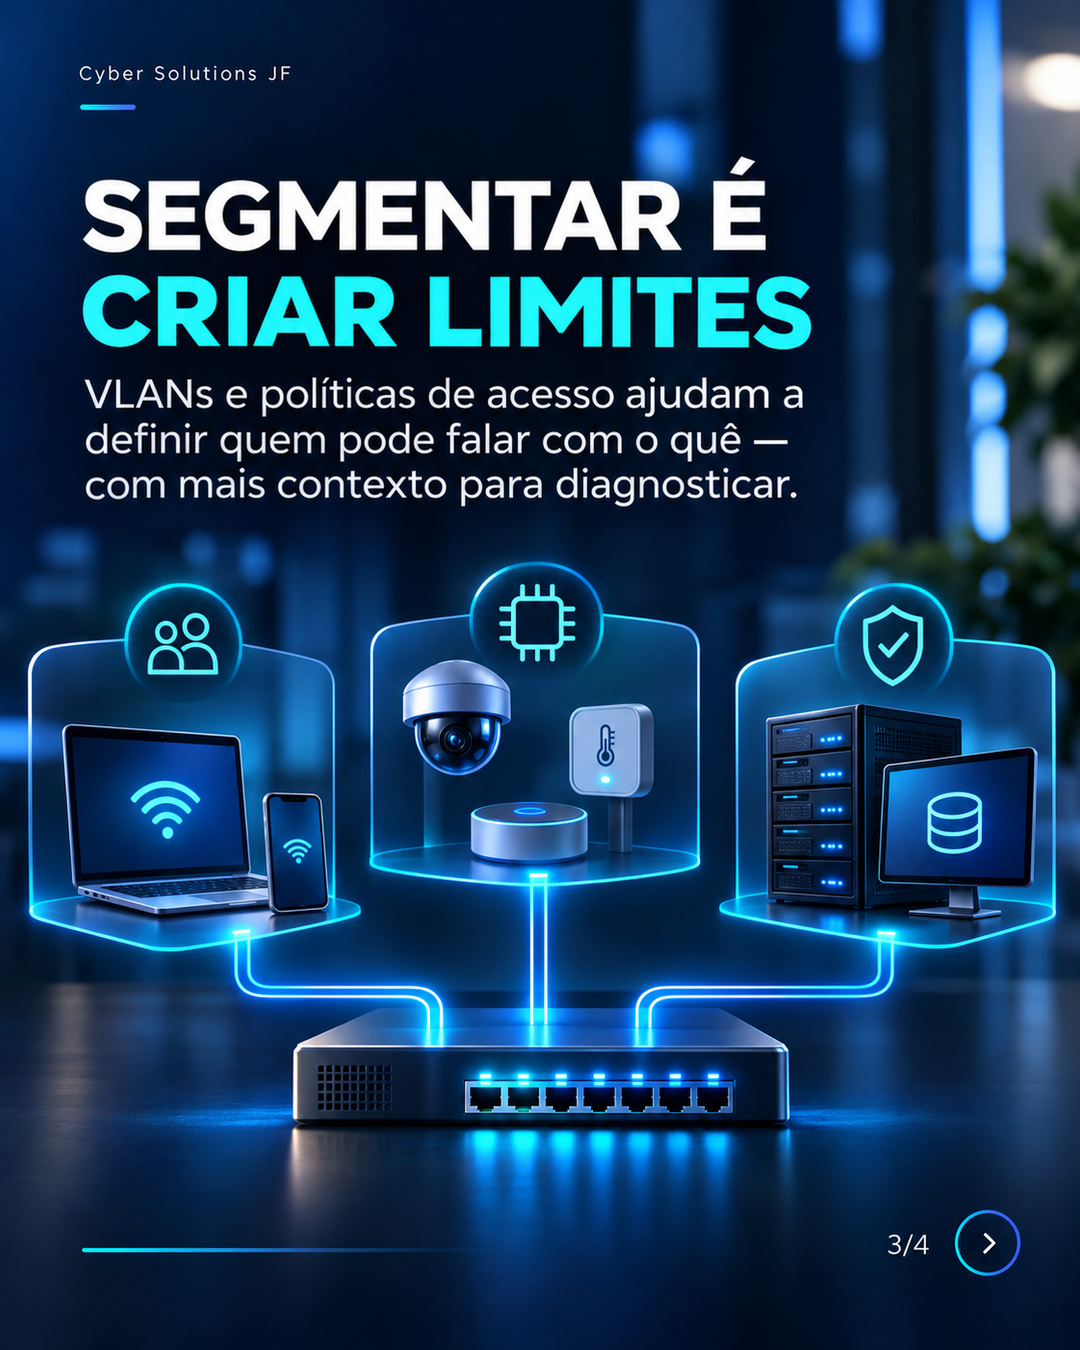 Cyber Solutions JF
SEGMENTAR É
CRIAR LIMITES
VLANs e políticas de acesso ajudam a
definir quem pode falar com o quê —
com mais contexto para diagnosticar.
3/4